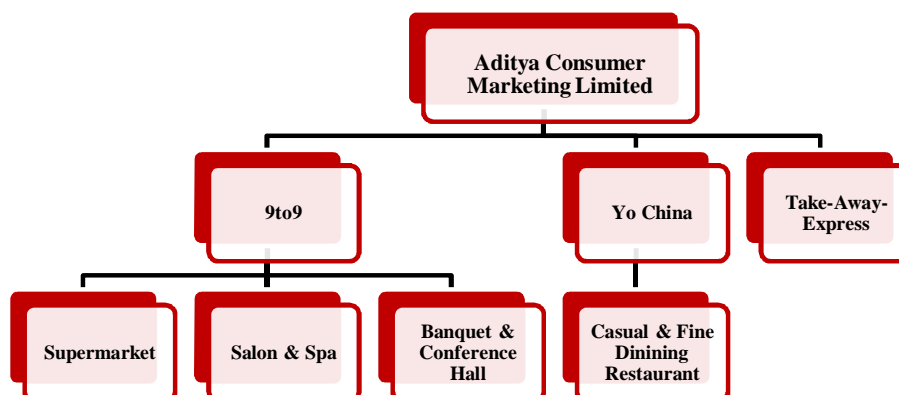 Aditya Consumer
Marketing Limited
9to9
Yo China
Take-Away-
Express
Supermarket
Salon & Spa
Banquet &
Conference
Hall
Casual & Fine
Dinining
Restaurant